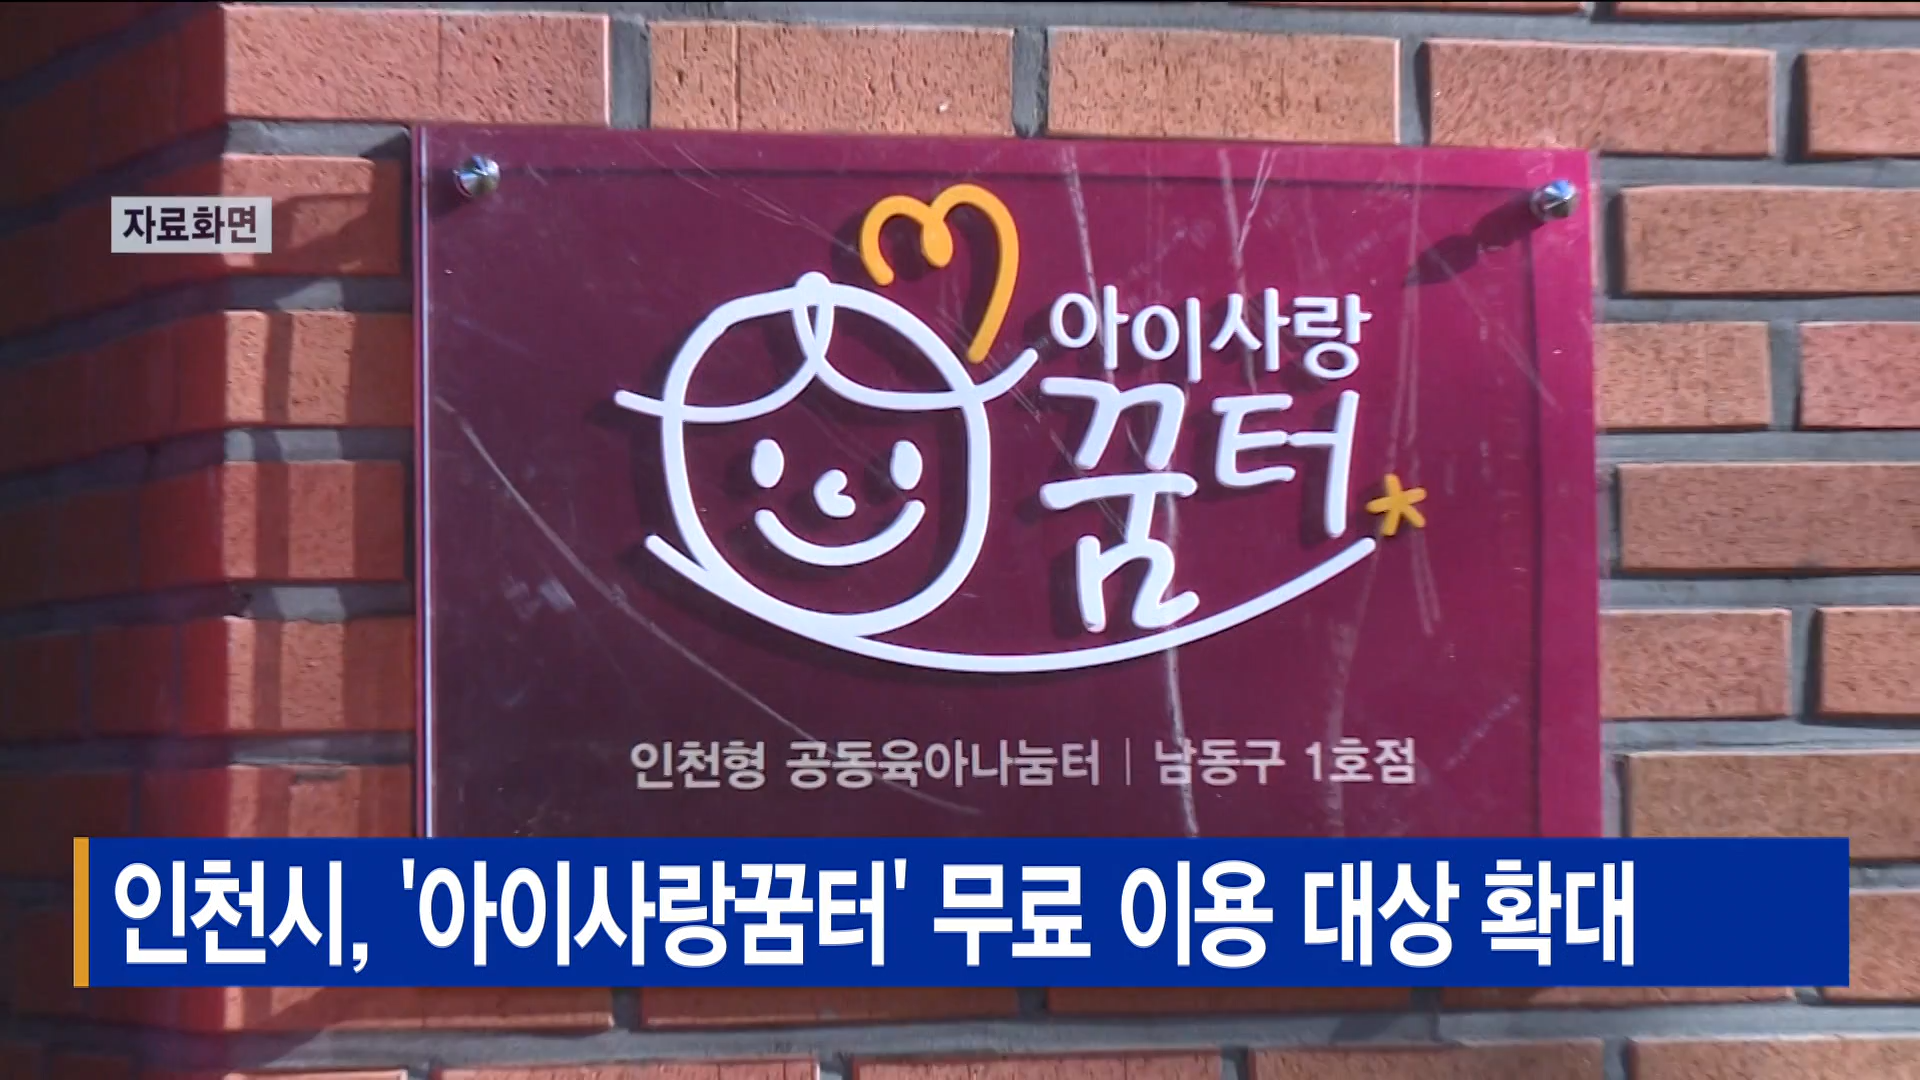 자료화면
아이사랑
꿈터
인천형 공동육아나눔터 | 남동구 1호점
인천시, '아이사랑꿈터' 무료 이용 대상 확대